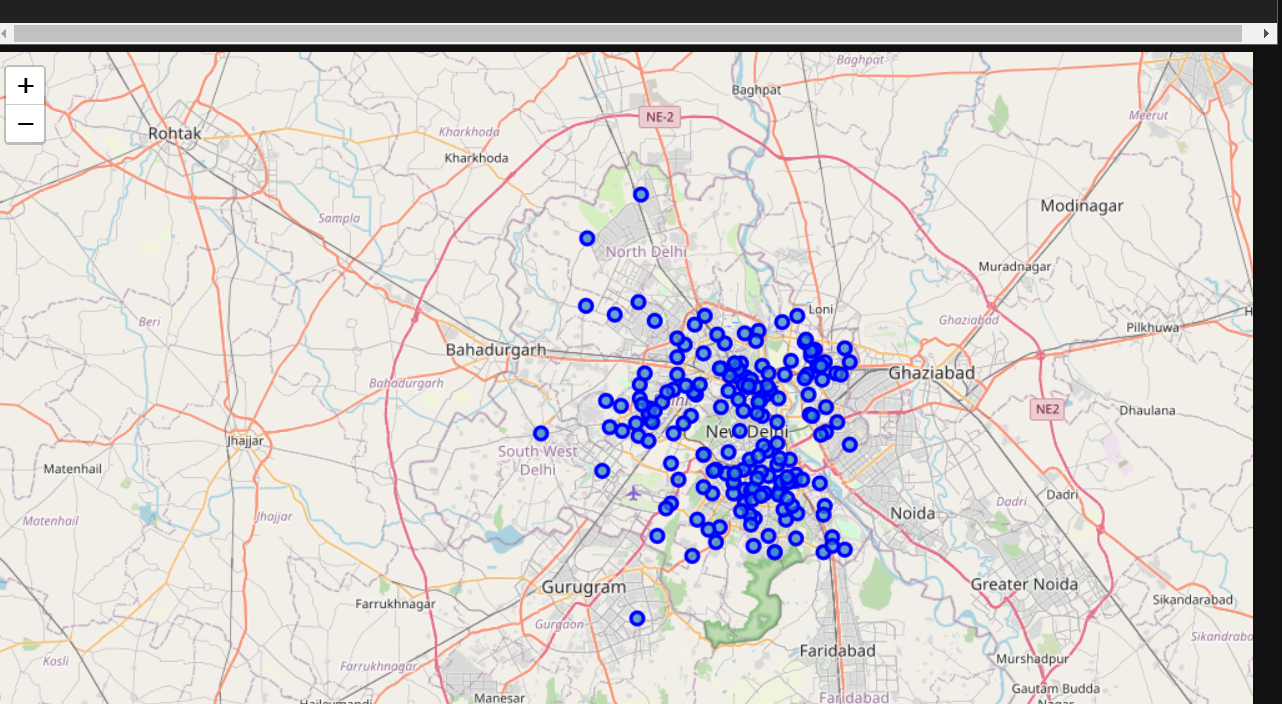 +
−
Baghpat
Baghpat
NE-2
Meerut
Rohtak
Kharkhoda
Kharkhoda
Modinagar
Sampla
North Delhi
Muradnagar
Beri
Loni
Ghaziabad
Pilkhuwa
Bahadurgarh
Ghaziabad
Bahadurgarh
NE2
Dhaulana
New Delhi
Jhajjar
South West
Delhi
Matenhail
Dadri
Dadri
Matenhail
Jhajjar
Noida
Gurugram
Greater Noida
Farrukhnagar
Sikandarabad
Gurgaon
Sikandraba
Kosli
Farrukhnagar
Faridabad
Murshadpur
Manesar
Faridabad
Gautam Budda